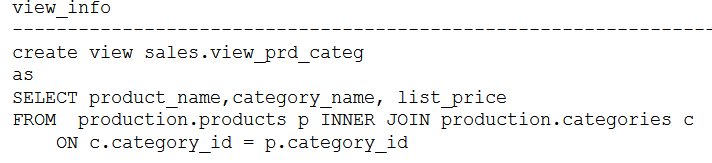 view_info
----------------------------------------------------------------
create view sales.view_prd_categ
as
SELECT product_name,category_name, list_price
FROM  production.products p INNER JOIN production.categories c
    ON c.category_id = p.category_id